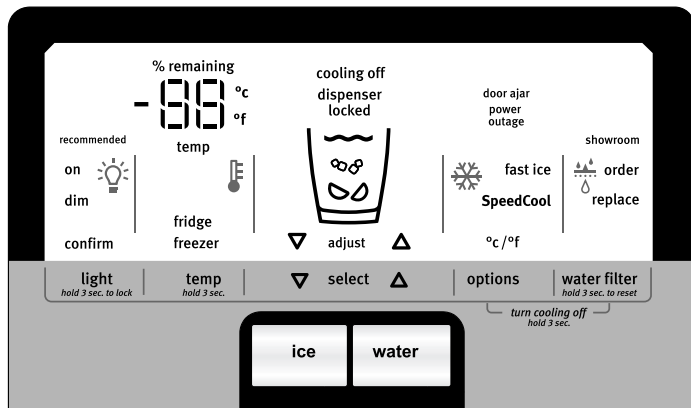 % remaining
-88 °c
°f
temp
cooling off
dispenser
locked
door ajar
power
outage
recommended
on
dim
confirm
fridge
freezer
adjust
fast ice
SpeedCool
°c/°f
showroom
order
replace
light
hold 3 sec. to lock
temp
hold 3 sec.
select
options
water filter
hold 3 sec. to reset
turn cooling off
hold 3 sec.
ice
water